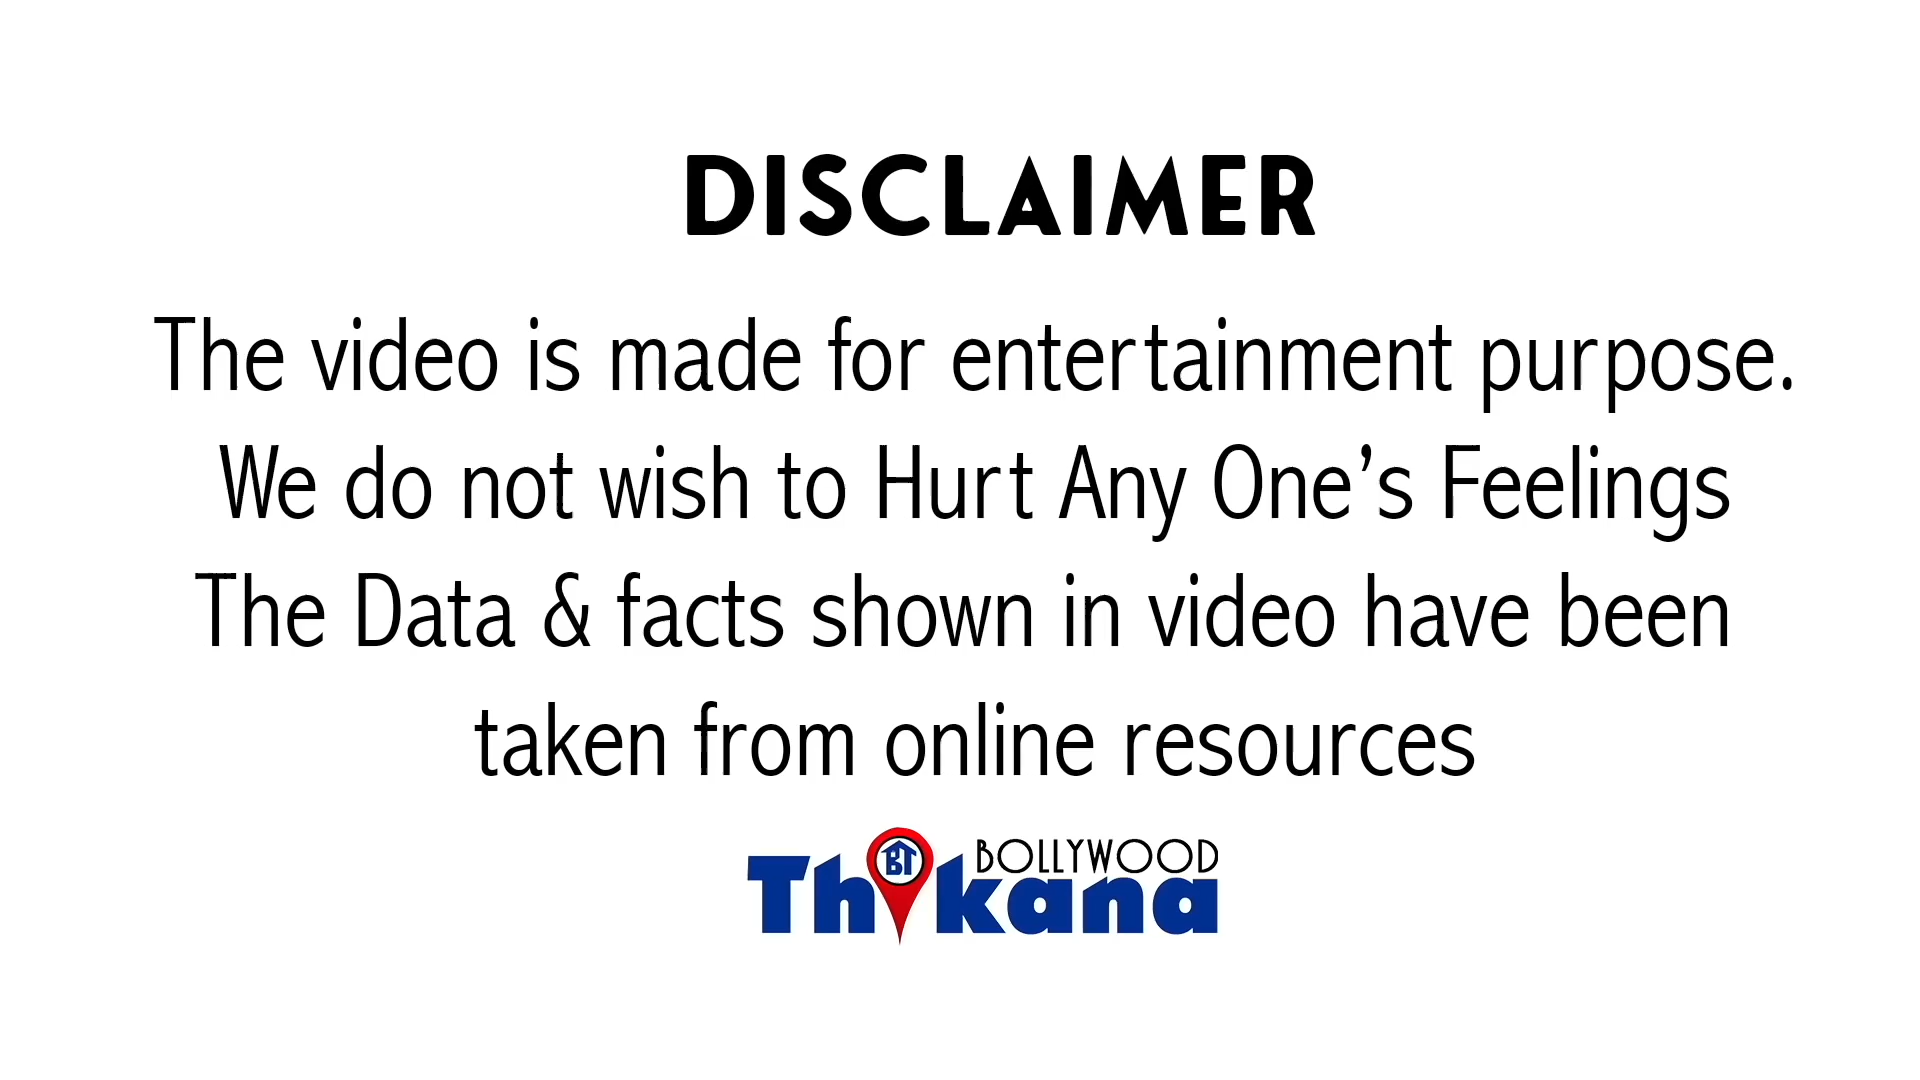 DISCLAIMER
The video is made for entertainment purpose.
We do not wish to Hurt Any One’s Feelings
The Data & facts shown in video have been
taken from online resources
BT
BOLLYWOOD
Thikana